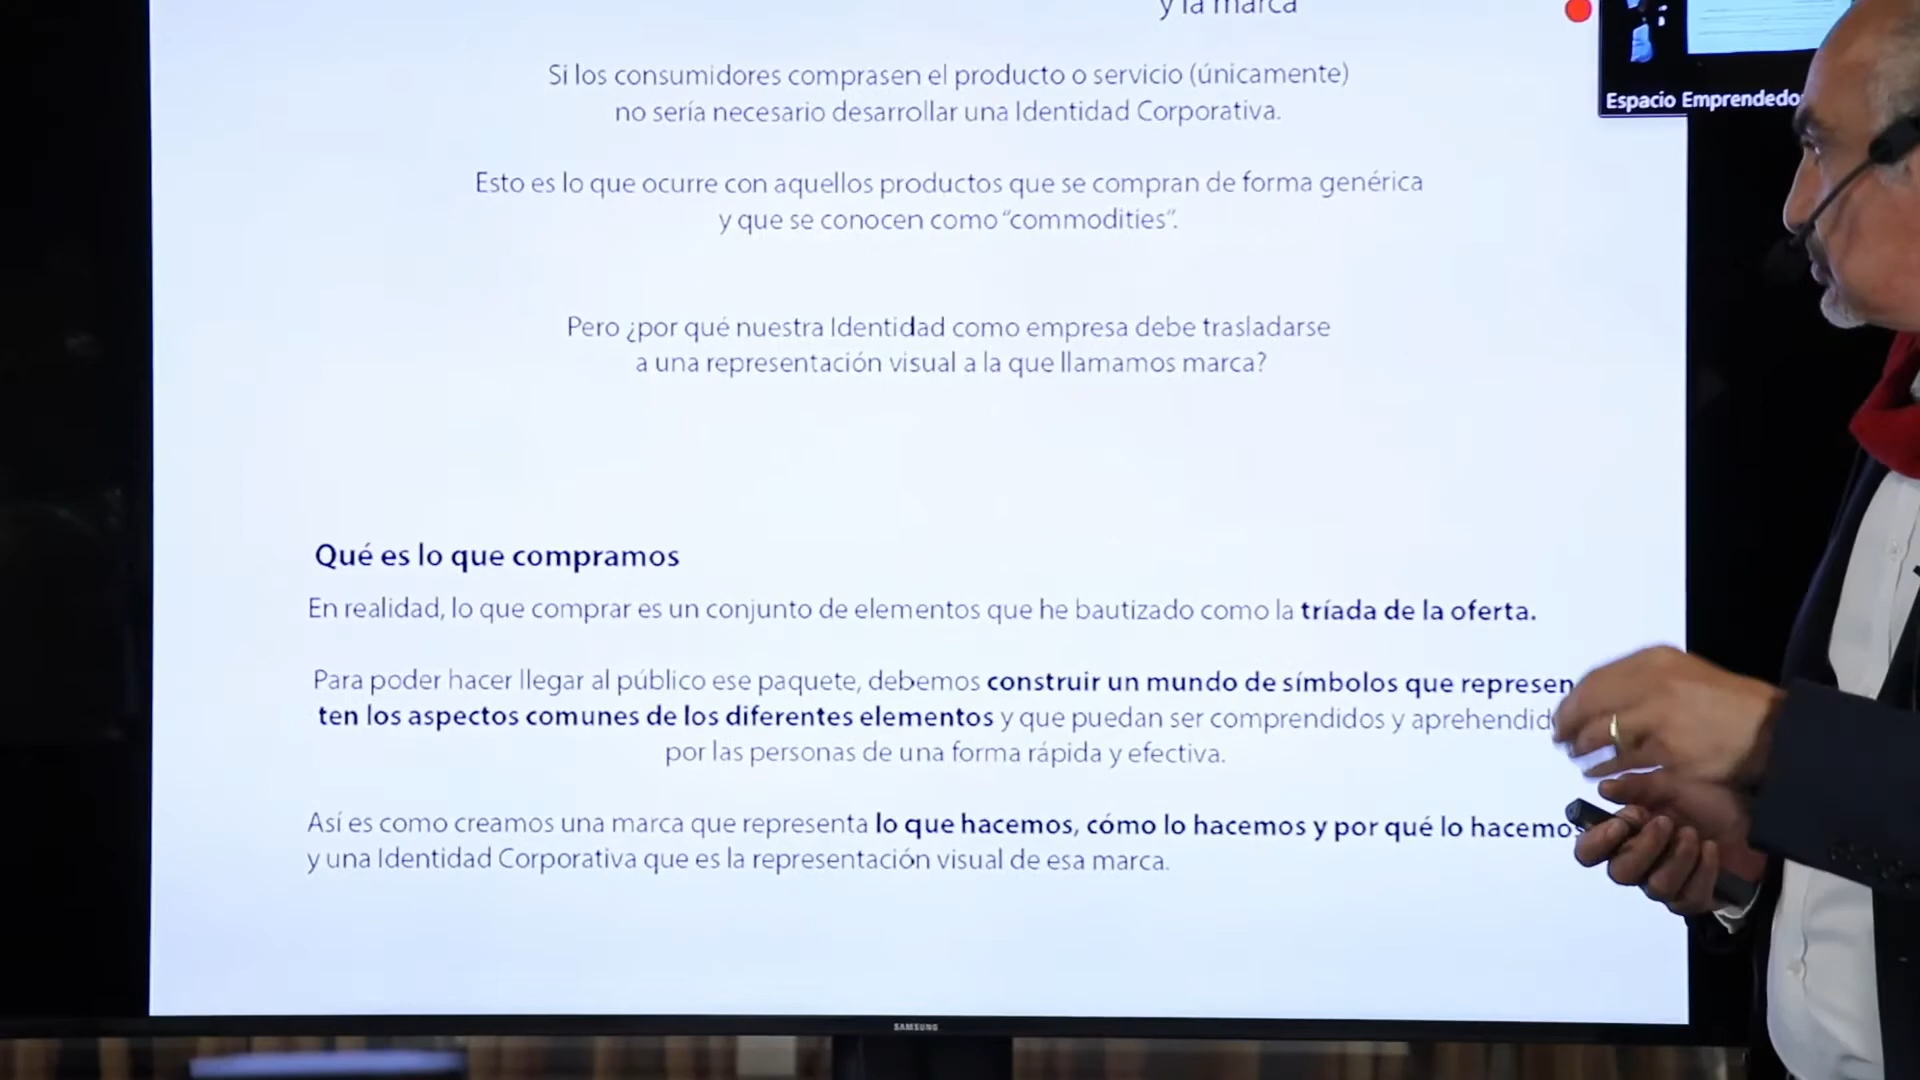 y la marca
Si los consumidores comprasen el producto o servicio (únicamente)
no sería necesario desarrollar una Identidad Corporativa.
Esto es lo que ocurre con aquellos productos que se compran de forma genérica
y que se conocen como “commodities”.
Pero ¿por qué nuestra Identidad como empresa debe trasladarse
a una representación visual a la que llamamos marca?
Qué es lo que compramos
En realidad, lo que comprar es un conjunto de elementos que he bautizado como la tríada de la oferta.
Para poder hacer llegar al público ese paquete, debemos construir un mundo de símbolos que represen
ten los aspectos comunes de los diferentes elementos y que puedan ser comprendidos y aprehendid
por las personas de una forma rápida y efectiva.
Así es como creamos una marca que representa lo que hacemos, cómo lo hacemos y por qué lo hacemos
y una Identidad Corporativa que es la representación visual de esa marca.
Espacio Emprendedo
SAMSUNG